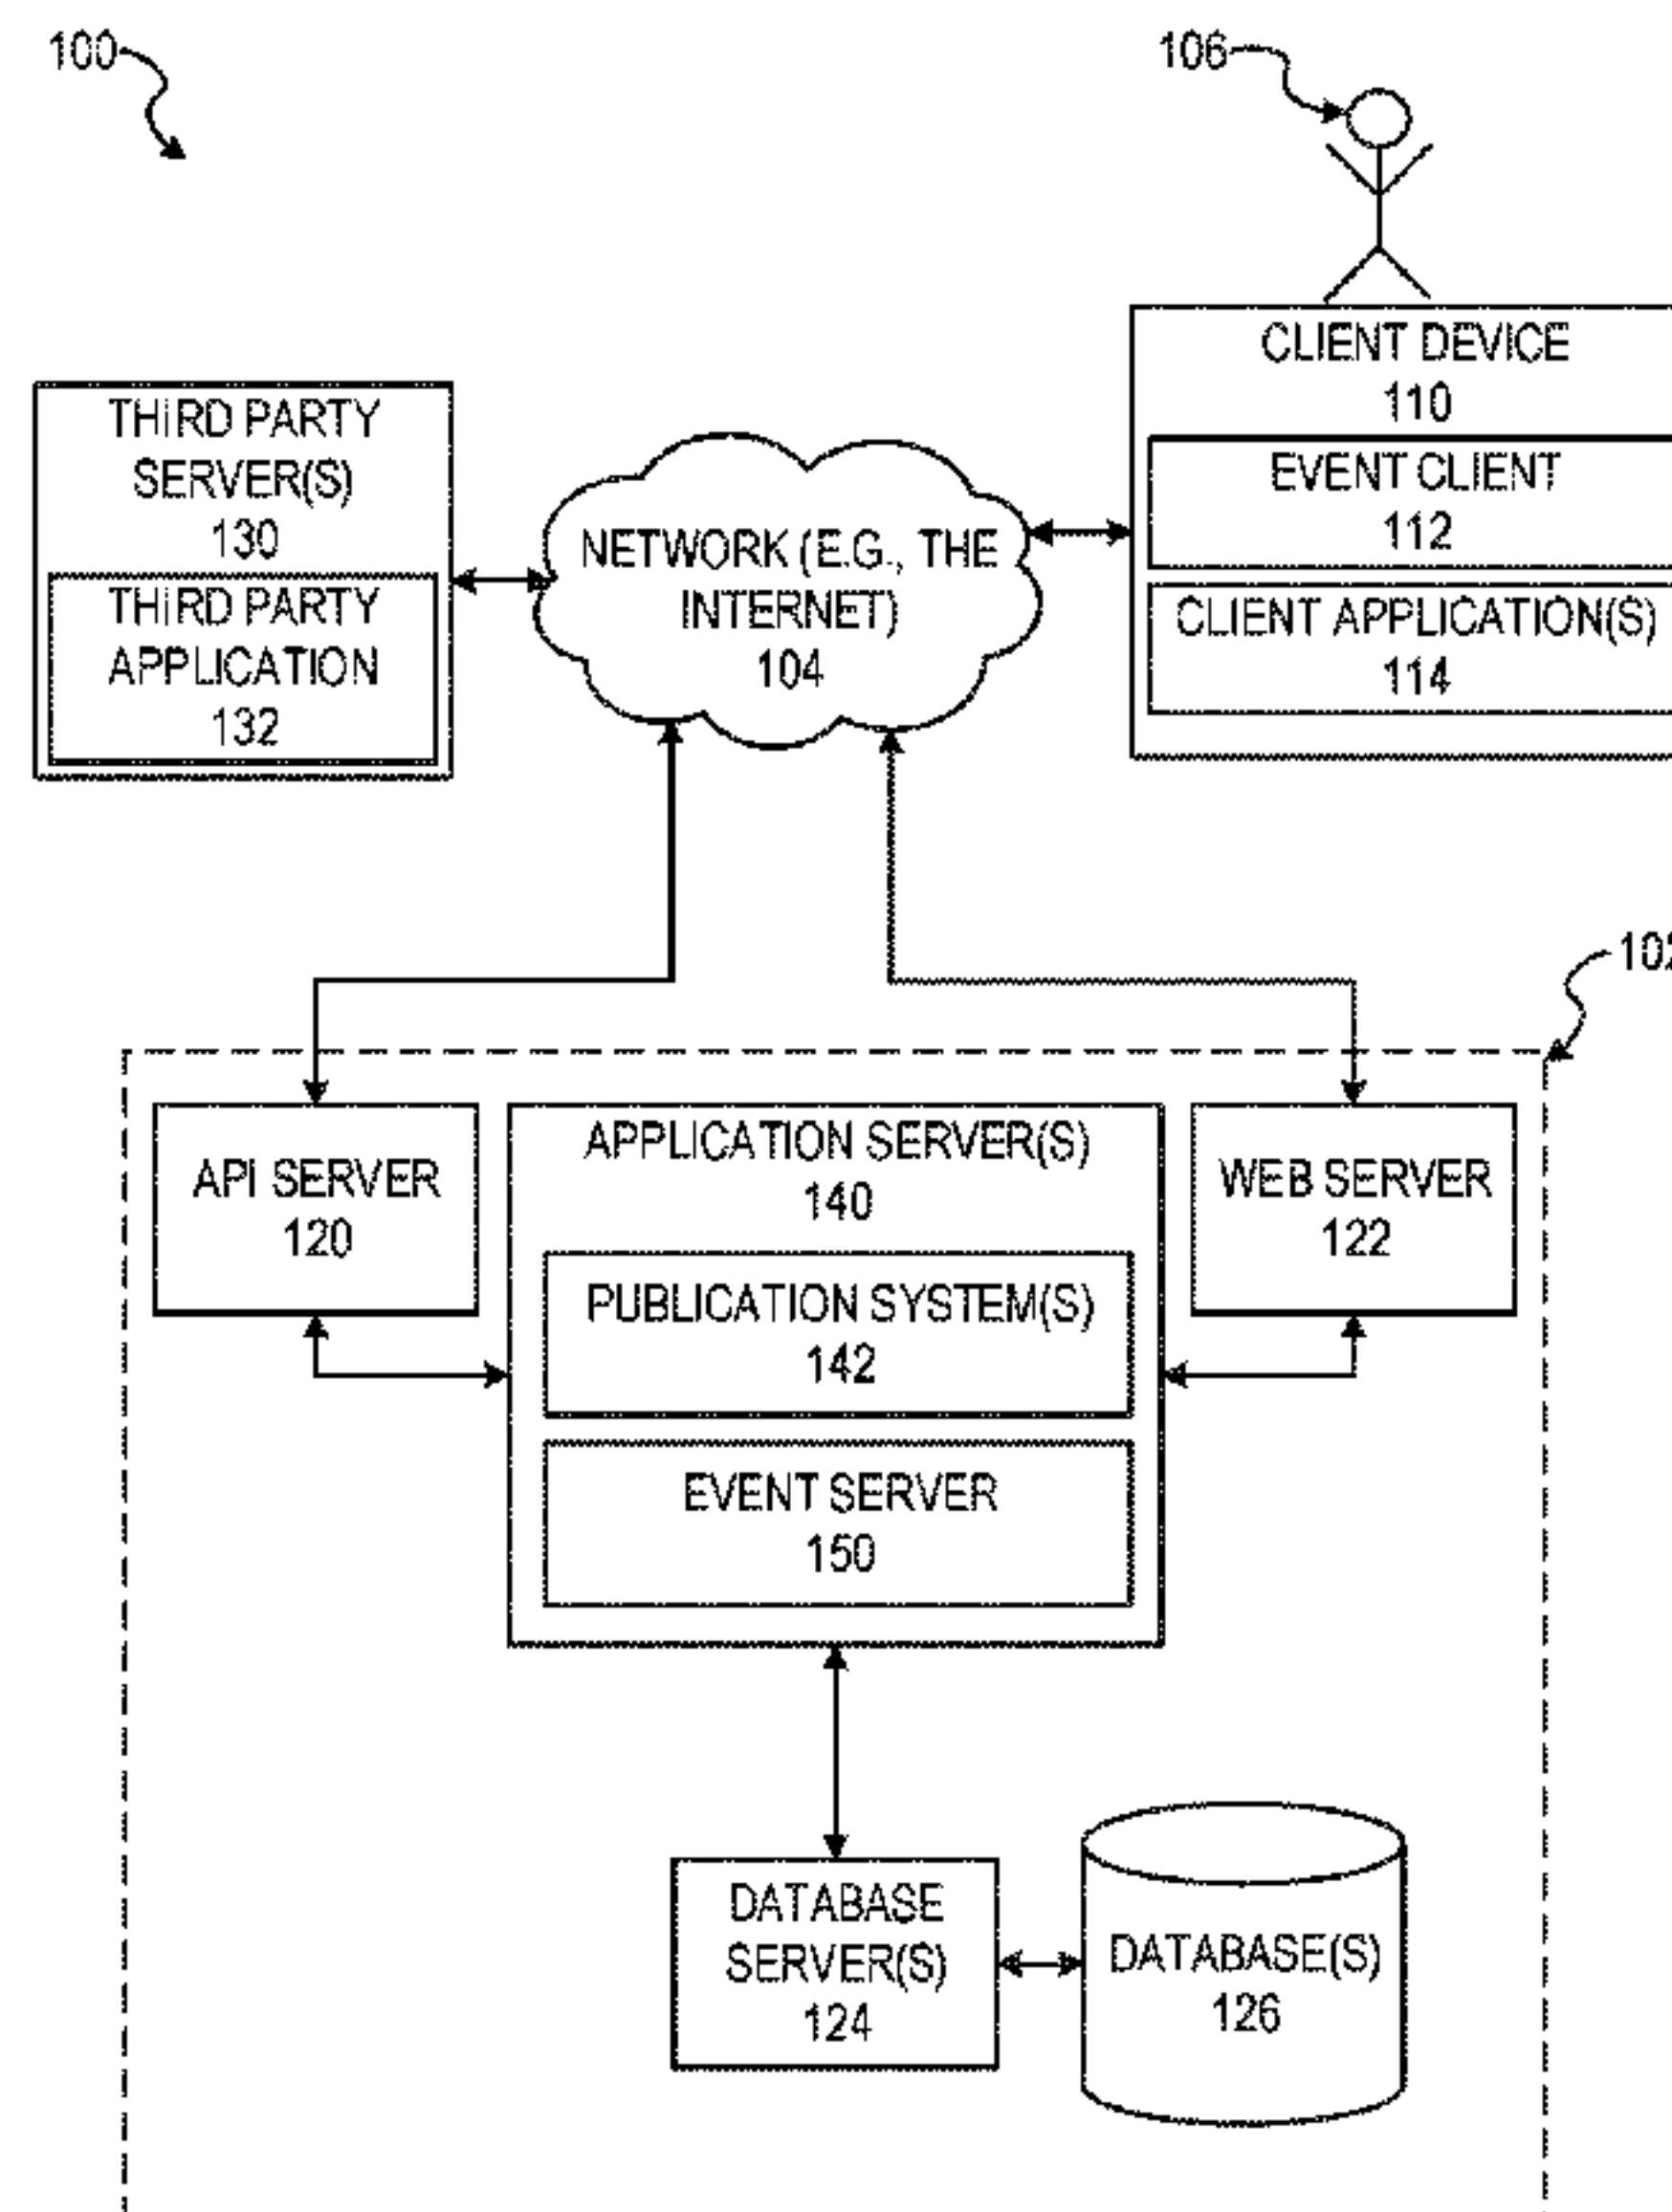 100
106
CLIENT DEVICE
110
EVENT CLIENT
112
CLIENT APPLICATION(S)
114
THIRD PARTY
SERVER(S)
130
THIRD PARTY
APPLICATION
132
NETWORK (E.G., THE
INTERNET)
104
102
API SERVER
120
APPLICATION SERVER(S)
140
PUBLICATION SYSTEM(S)
142
EVENT SERVER
150
WEB SERVER
122
DATABASE
SERVER(S)
124
DATABASE(S)
126